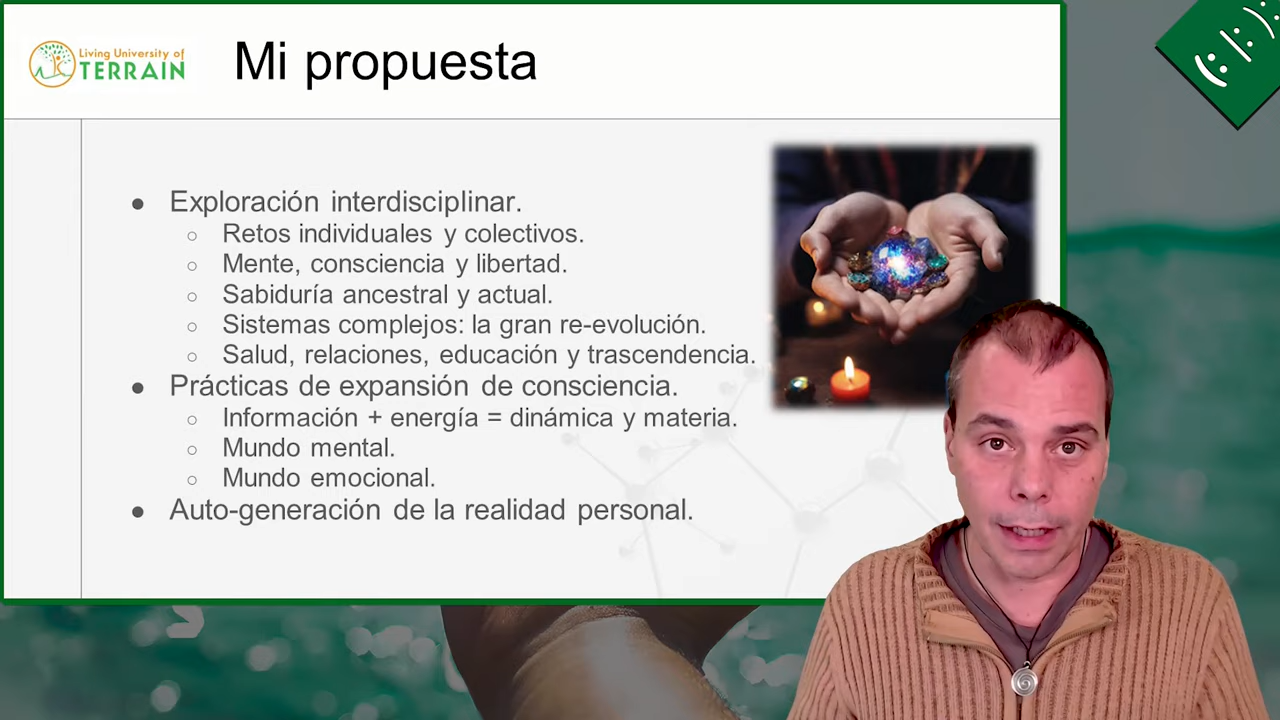 Living University of
TERRAIN
Mi propuesta
● Exploración interdisciplinar.
○ Retos individuales y colectivos.
○ Mente, consciencia y libertad.
○ Sabiduría ancestral y actual.
○ Sistemas complejos: la gran re-evolución.
○ Salud, relaciones, educación y trascendencia.
● Prácticas de expansión de consciencia.
○ Información + energía = dinámica y materia.
○ Mundo mental.
○ Mundo emocional.
● Auto-generación de la realidad personal.